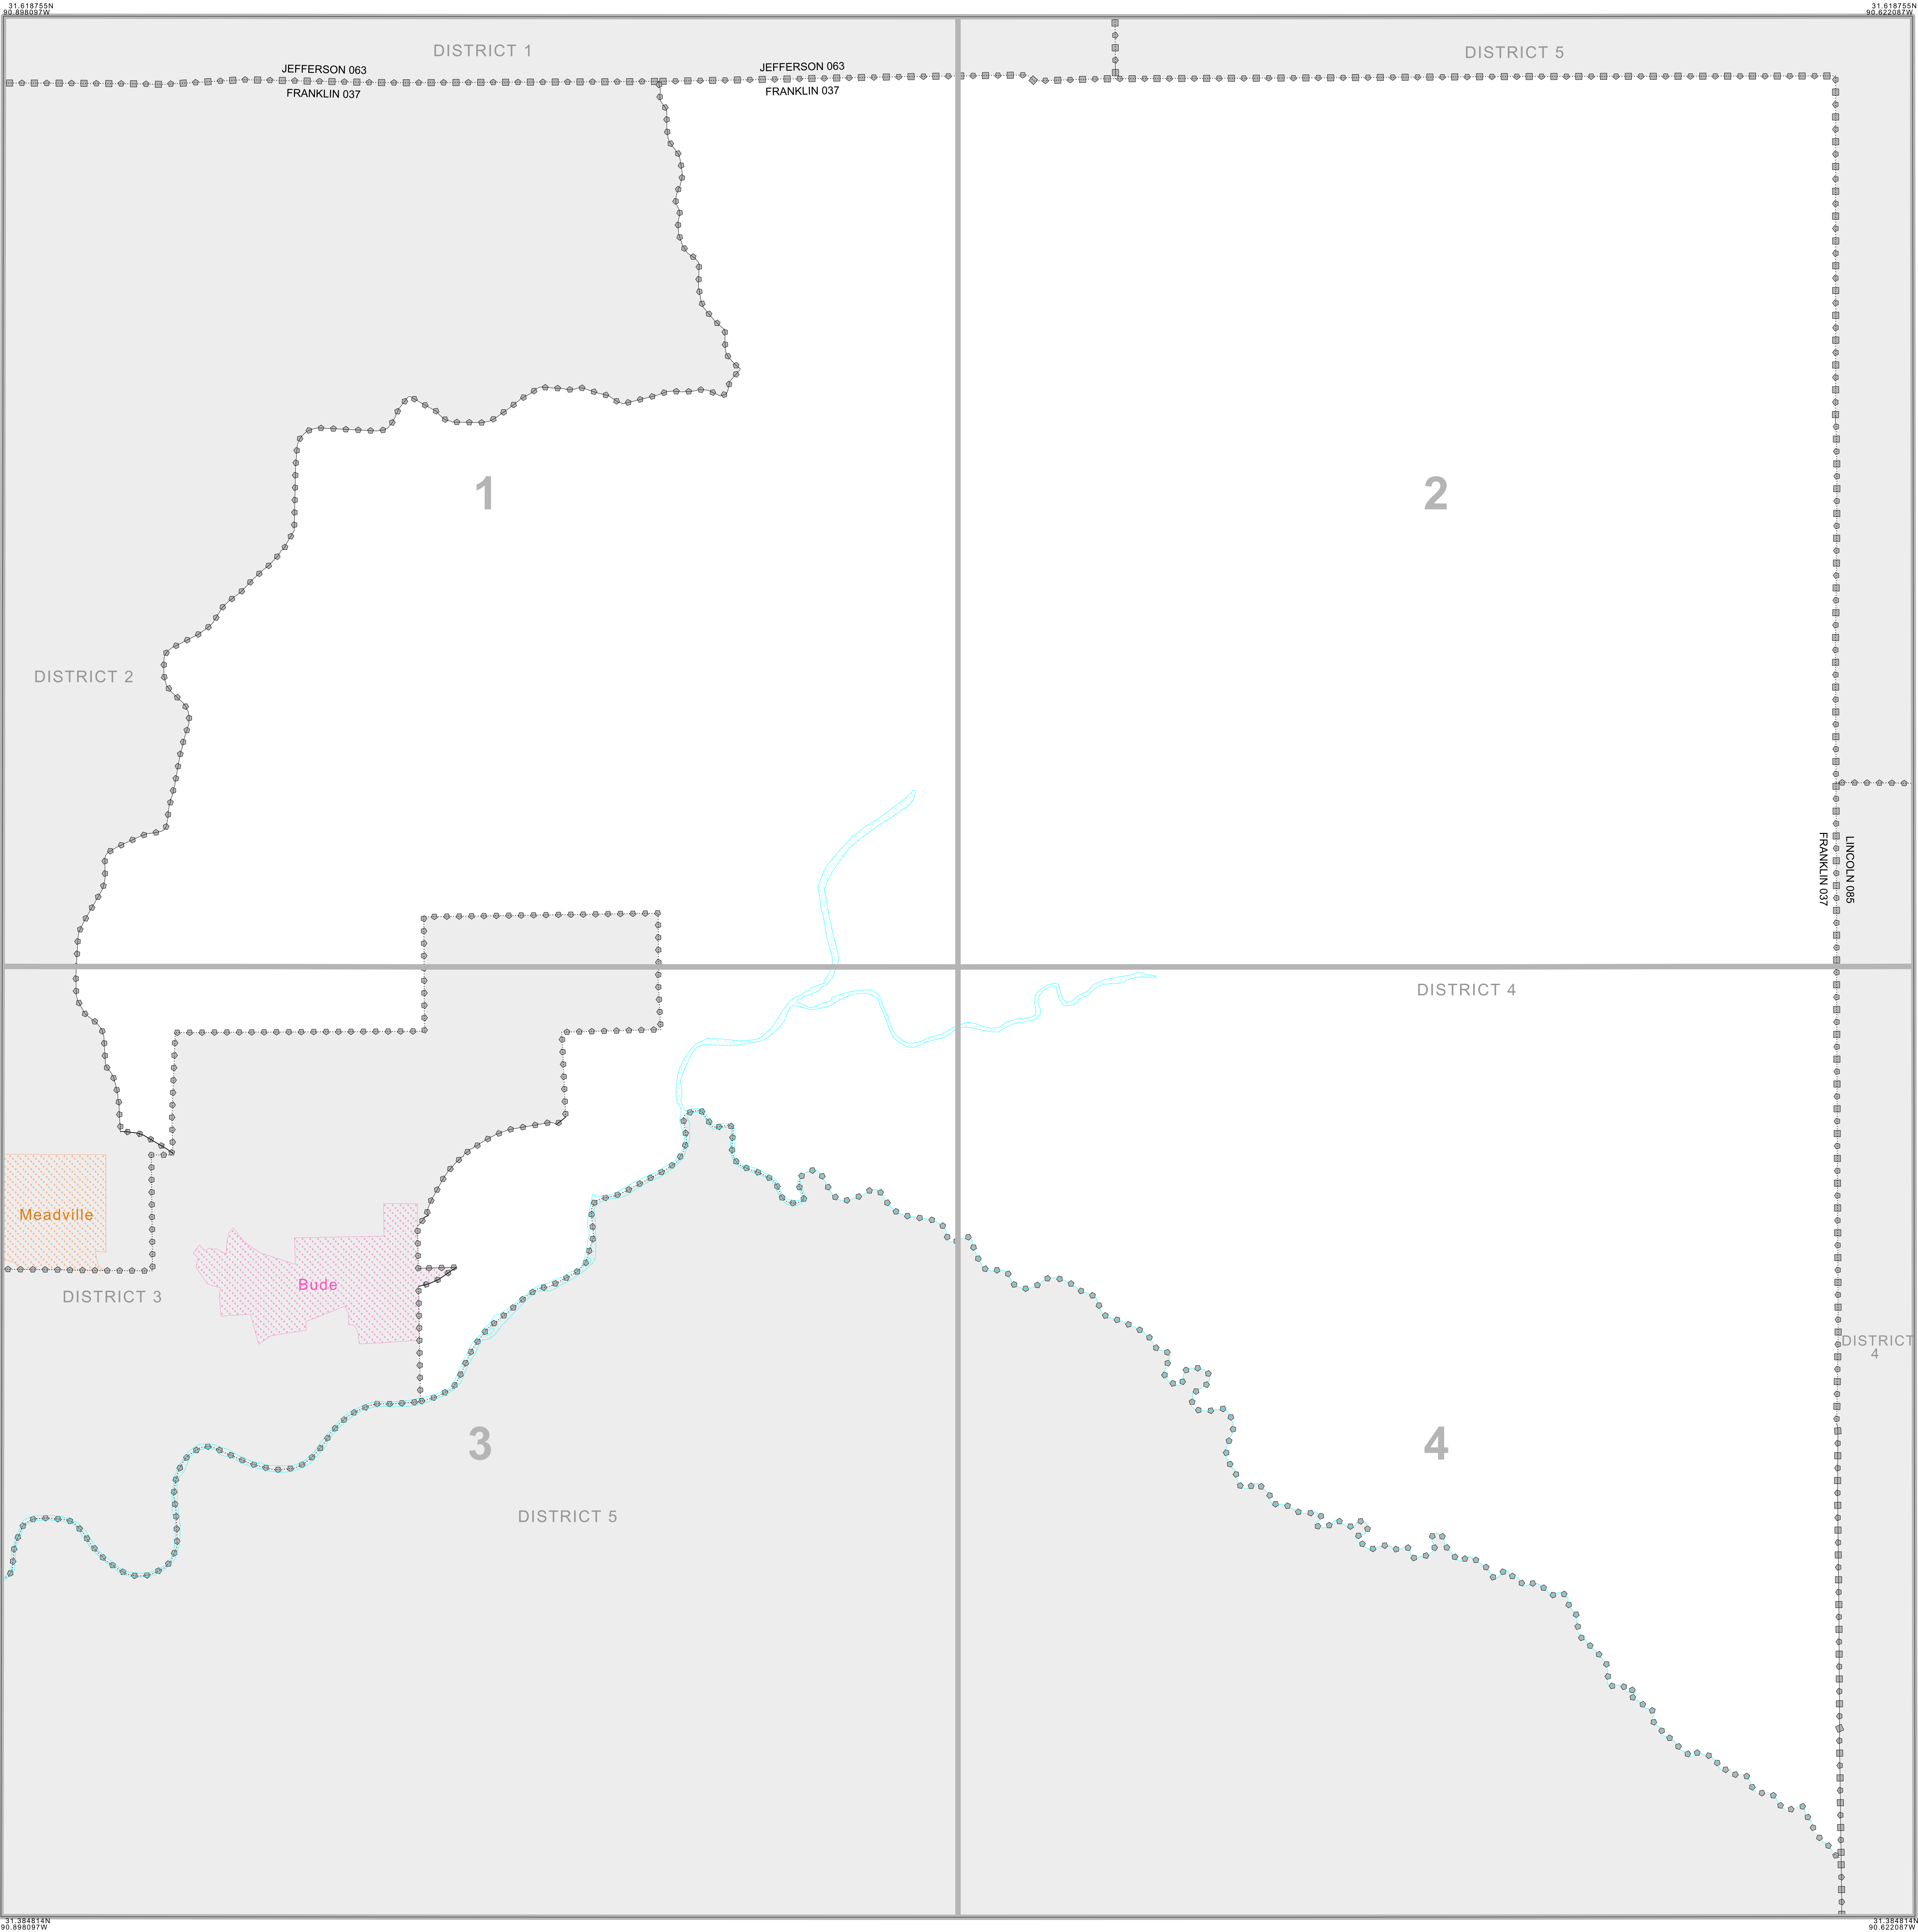 31.618755N
90.898097W
31.618755N
90.622087W
DISTRICT 1
DISTRICT 5
JEFFERSON 063
FRANKLIN 037
JEFFERSON 063
FRANKLIN 037
1
2
DISTRICT 2
LINCOLN 085
FRANKLIN 037
DISTRICT 4
Meadville
Bude
DISTRICT 3
DISTRICT
4
3
4
DISTRICT 5
31.384814N
90.898097W
31.384814N
90.622087W